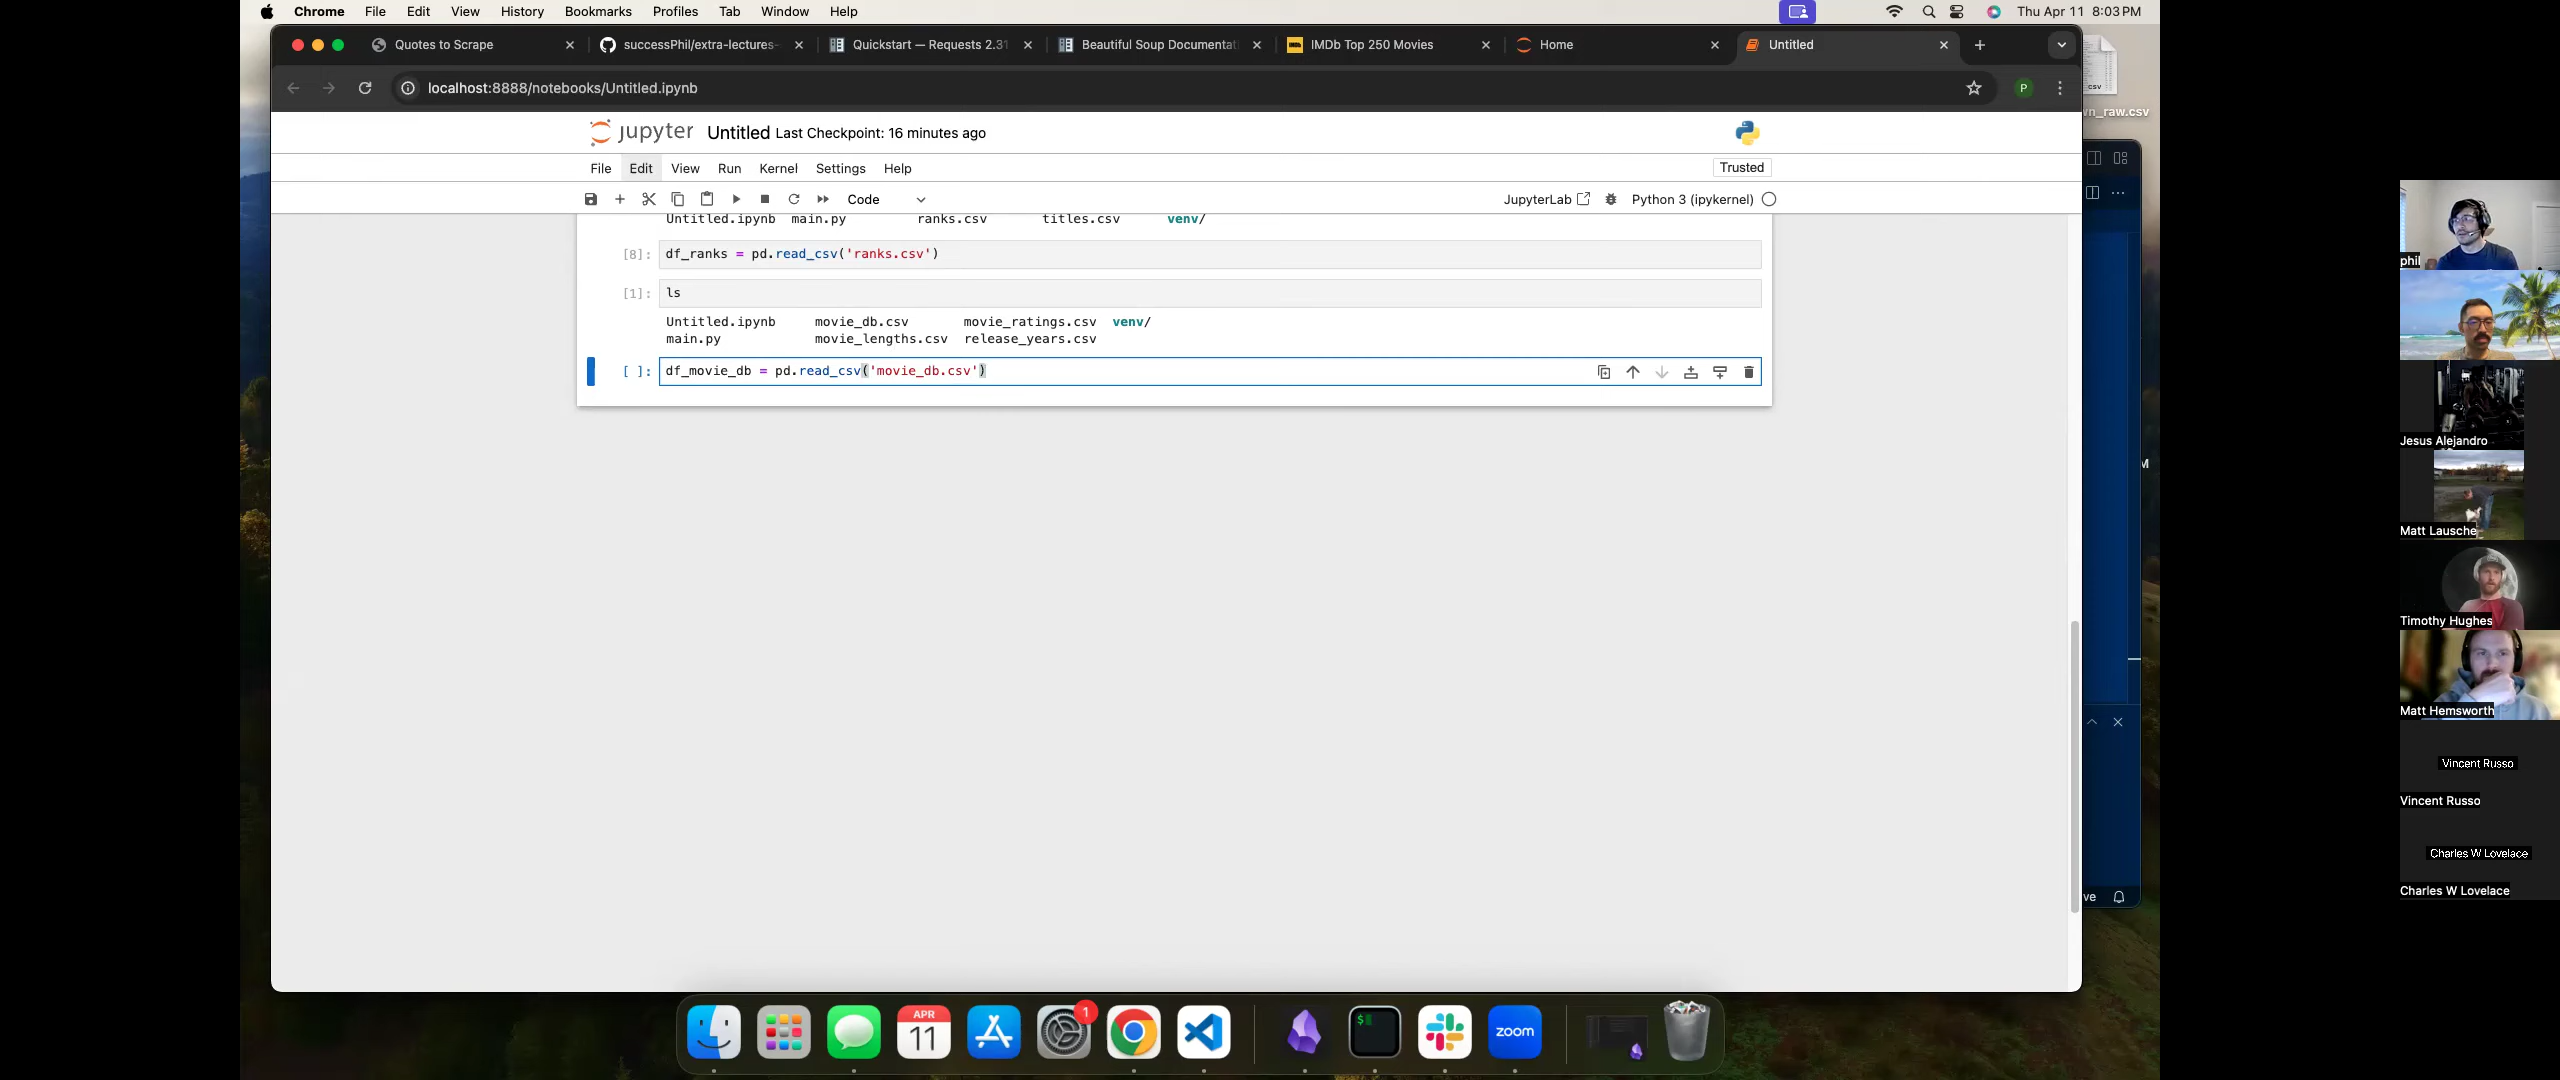 Chrome File Edit View History Bookmarks Profiles Tab Window Help Thu Apr 11 8:03 PM
Quotes to Scrape successPhil/extra-lectures- Quickstart — Requests 2.31 Beautiful Soup Documentati IMDb Top 250 Movies Home Untitled
localhost:8888/notebooks/Untitled.ipynb P
csv
vn_raw.csv
jupyter Untitled Last Checkpoint: 16 minutes ago
File Edit View Run Kernel Settings Help Trusted
Code JupyterLab Python 3 (ipykernel)
Untitled.ipynb main.py ranks.csv titles.csv venv/
[8]: df_ranks = pd.read_csv('ranks.csv')
[1]: ls
Untitled.ipynb movie_db.csv movie_ratings.csv venv/
main.py movie_lengths.csv release_years.csv
[ ]: df_movie_db = pd.read_csv('movie_db.csv')
M
ve
phil
Jesus Alejandro
Matt Lausche
Timothy Hughes
Matt Hemsworth
Vincent Russo
Vincent Russo
Charles W Lovelace
Charles W Lovelace
APR
11
1
$
zoom